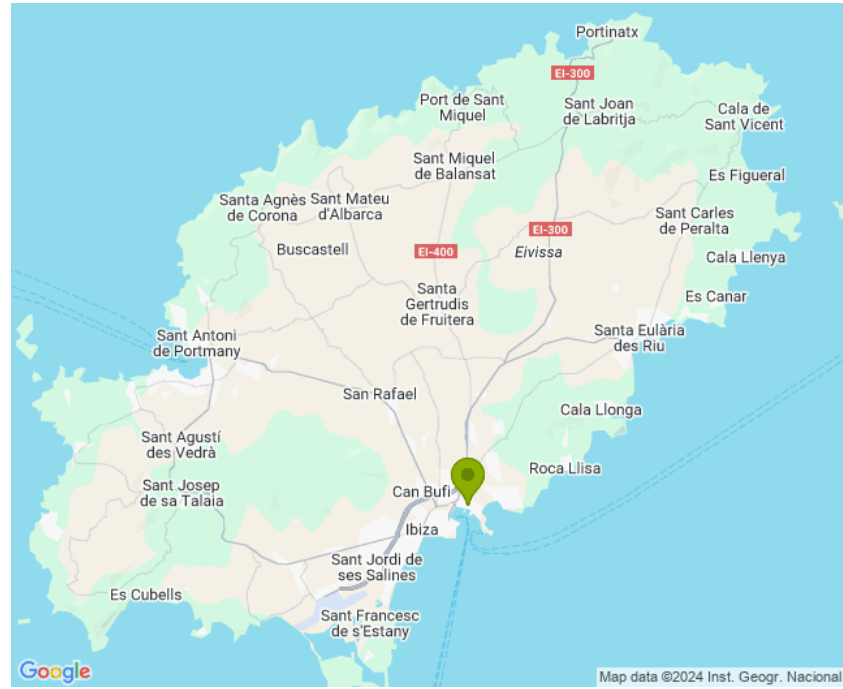 Portinatx
EI-300
Port de Sant
Miquel
Sant Joan
de Labritja
Cala de
Sant Vicent
Sant Miquel
de Balansat
Es Figueral
Santa Agnès
de Corona
Sant Mateu
d'Albarca
Sant Carles
de Peralta
EI-300
Buscastell
EI-400
Eivissa
Cala Llenya
Santa
Gertrudis
de Fruitera
Es Canar
Sant Antoni
de Portmany
Santa Eulària
des Riu
San Rafael
Cala Llonga
Sant Agustí
des Vedrà
Roca Llisa
Sant Josep
de sa Talaia
Can Bufi
Ibiza
Sant Jordi de
ses Salines
Es Cubells
Sant Francesc
de s'Estany
Google
Map data ©2024 Inst. Geogr. Nacional